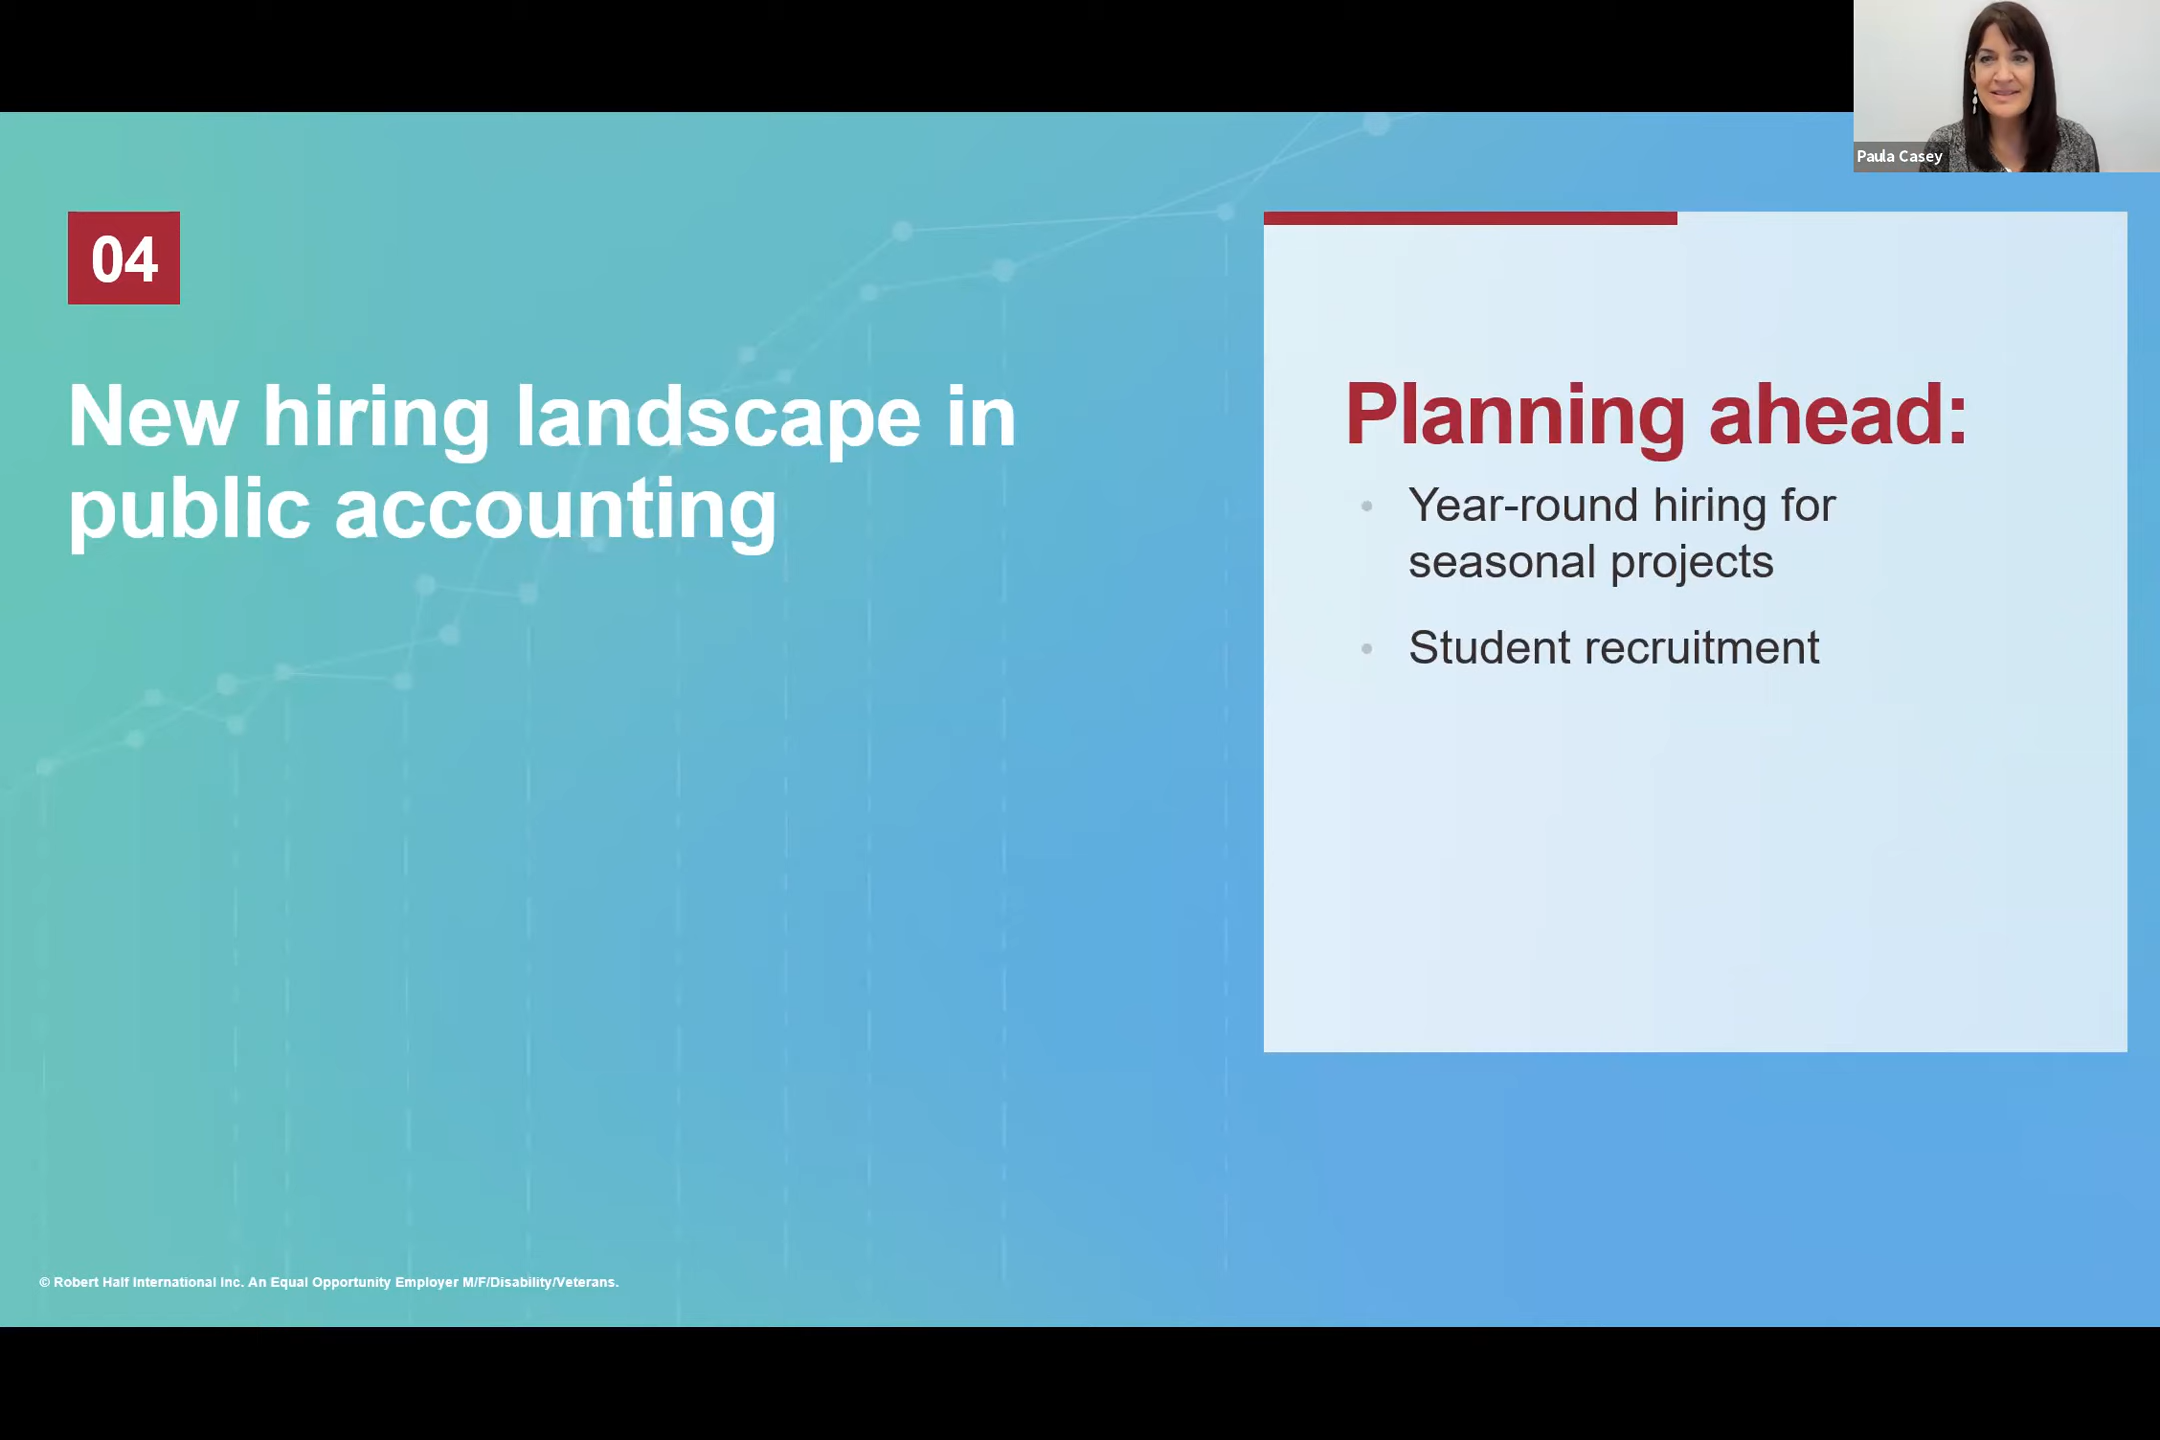 Paula Casey
04
New hiring landscape in
public accounting
Planning ahead:
• Year-round hiring for
seasonal projects
• Student recruitment
© Robert Half International Inc. An Equal Opportunity Employer M/F/Disability/Veterans.